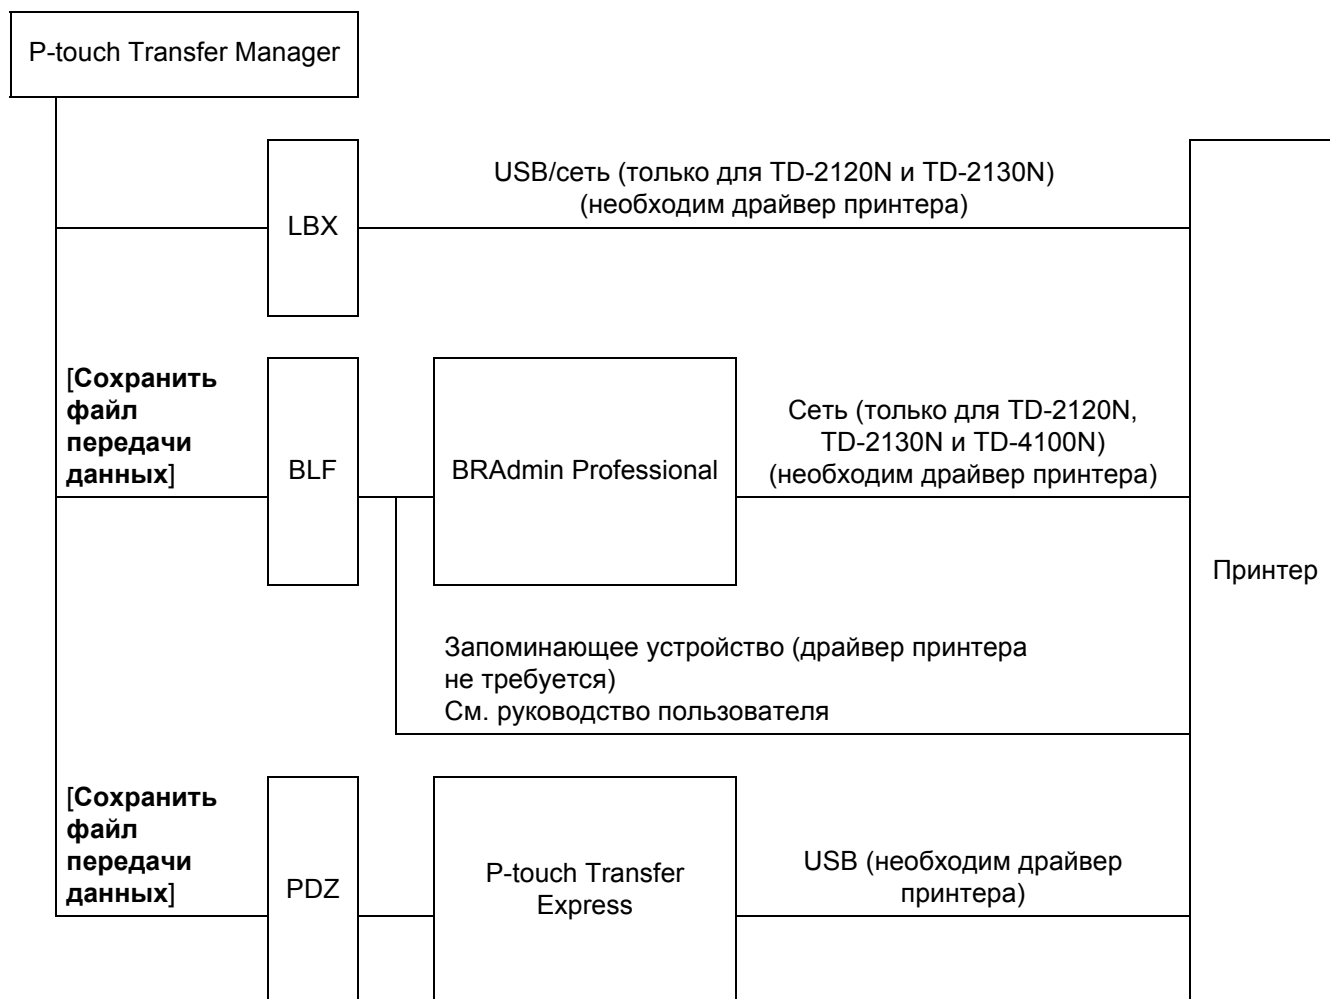 P-touch Transfer Manager
USB/сеть (только для TD-2120N и TD-2130N)
(необходим драйвер принтера)
LBX
[Сохранить
файл
передачи
данных]
BLF
BRAdmin Professional
Сеть (только для TD-2120N,
TD-2130N и TD-4100N)
(необходим драйвер принтера)
Принтер
Запоминающее устройство (драйвер принтера
не требуется)
См. руководство пользователя
[Сохранить
файл
передачи
данных]
PDZ
P-touch Transfer
Express
USB (необходим драйвер
принтера)